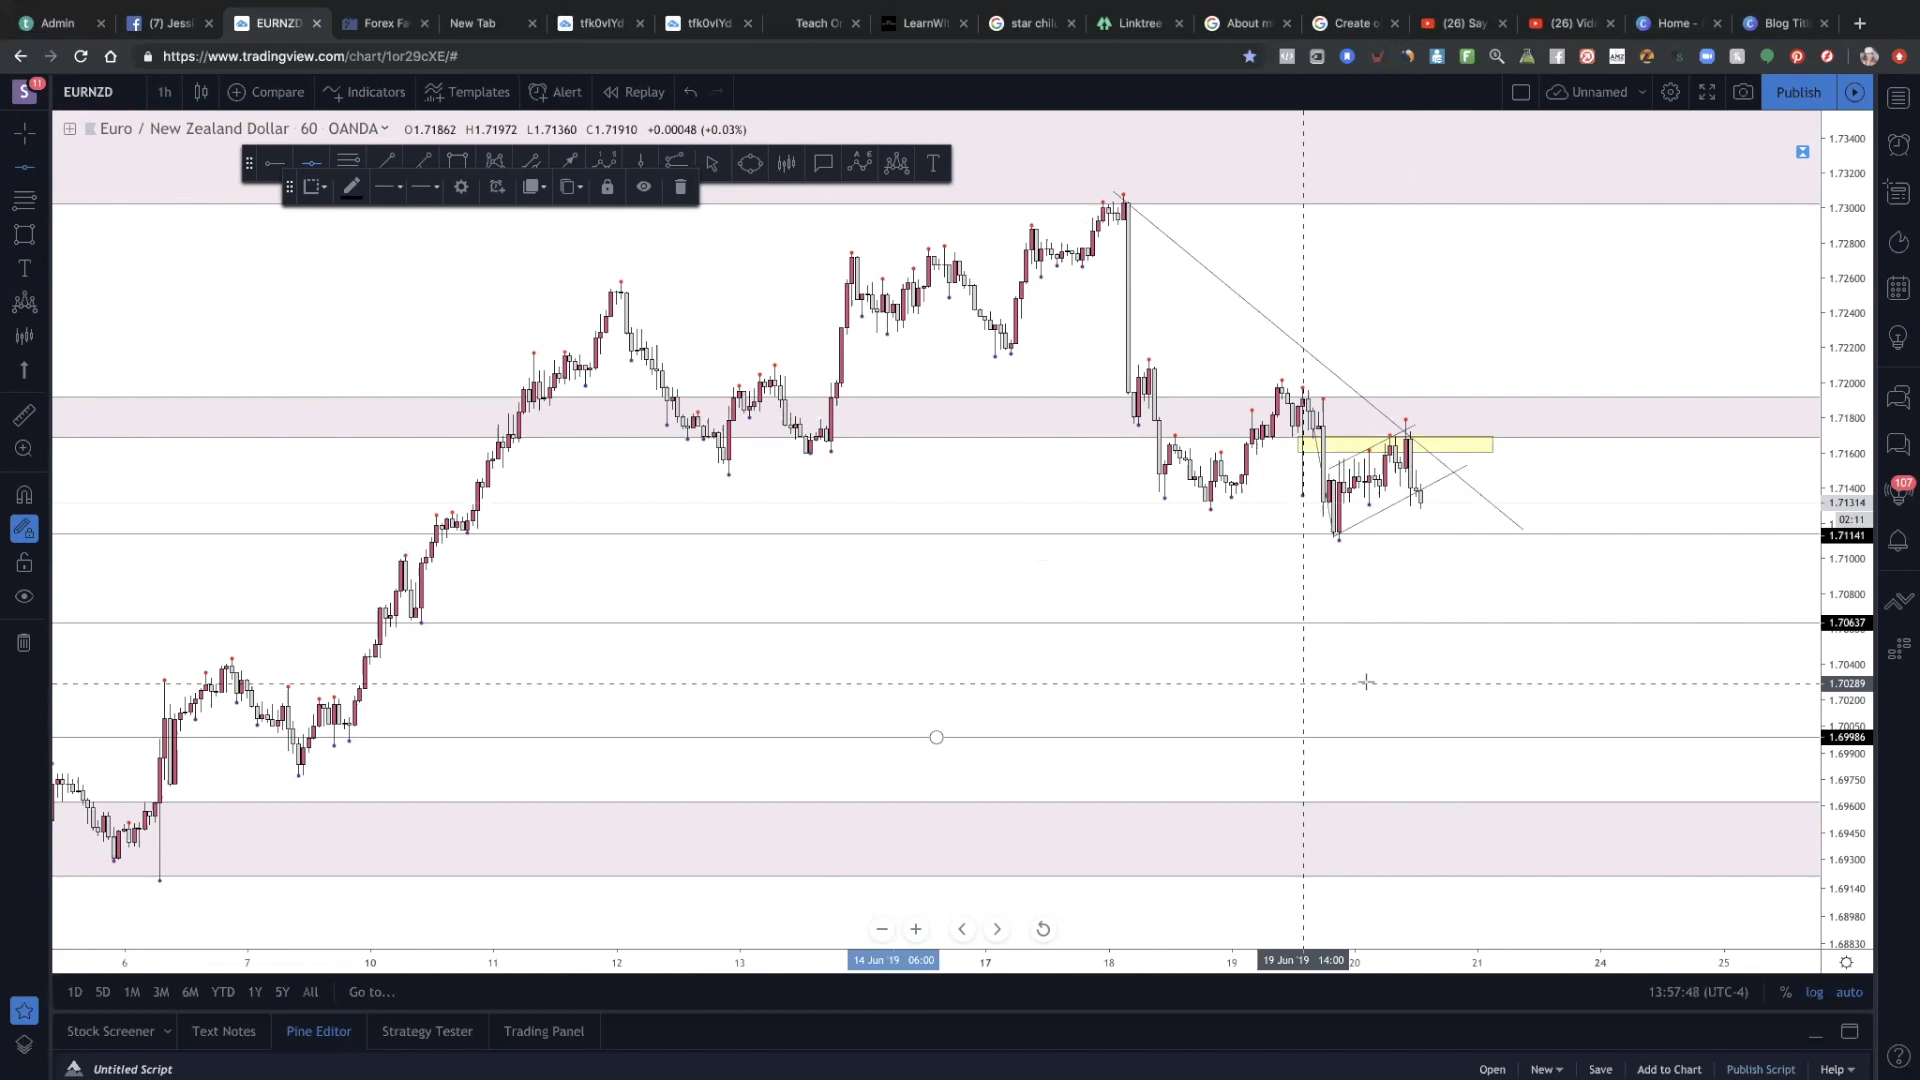 Admin
(7) Jessi
EURNZD
Forex Fa
New Tab
tfk0vIYd
tfk0vIYd
Teach Or
LearnWit
star chil
Linktree
About m
Create o
(26) Say
(26) Vid
Home -
Blog Titl
https://www.tradingview.com/chart/1or29cXE/#
S
11
EURNZD
1h
Compare
Indicators
Templates
Alert
Replay
Unnamed
Publish
Euro / New Zealand Dollar · 60 · OANDA
O1.71862 H1.71972 L1.71360 C1.71910 +0.00048 (+0.03%)
1.73400
1.73200
1.73000
1.72800
1.72600
1.72400
1.72200
1.72000
1.71800
1.71600
1.71400
1.71314
02:11
1.71141
1.71000
1.70800
1.70637
1.70400
1.70289
1.70200
1.70050
1.69986
1.69900
1.69750
1.69600
1.69450
1.69300
1.69140
1.68980
1.68830
107
6
7
10
11
12
13
14 Jun '19 06:00
17
18
19
19 Jun '19 14:00
20
21
24
25
1D 5D 1M 3M 6M YTD 1Y 5Y All Go to...
13:57:48 (UTC-4) % log auto
Stock Screener
Text Notes
Pine Editor
Strategy Tester
Trading Panel
Untitled Script
Open New Save Add to Chart Publish Script Help